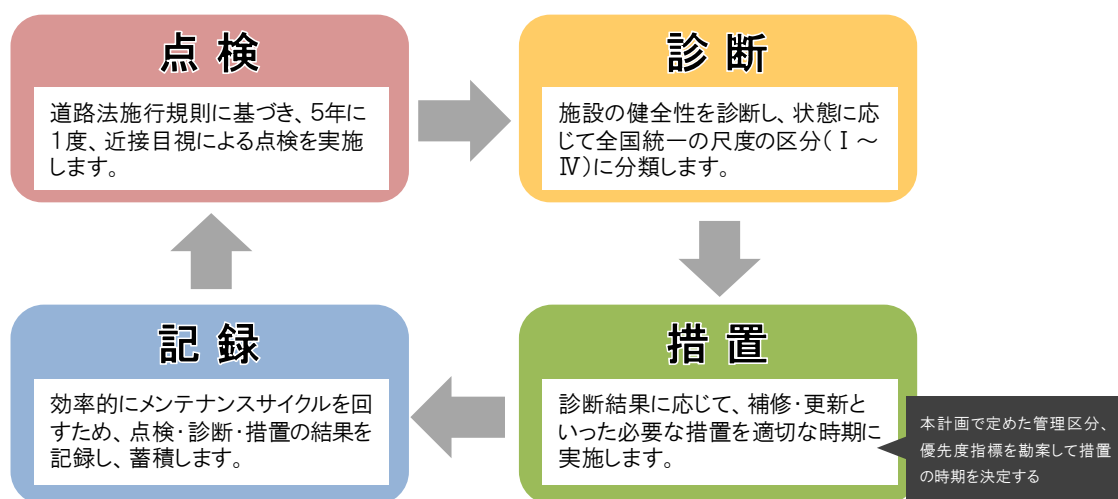 点検
道路法施行規則に基づき、5年に
1度、近接目視による点検を実施
します。
診断
施設の健全性を診断し、状態に応
じて全国統一の尺度の区分(Ⅰ～
Ⅳ)に分類します。
記録
効率的にメンテナンスサイクルを回
すため、点検・診断・措置の結果を
記録し、蓄積します。
措置
診断結果に応じて、補修・更新と
いった必要な措置を適切な時期に
実施します。
本計画で定めた管理区分、
優先度指標を勘案して措置
の時期を決定する